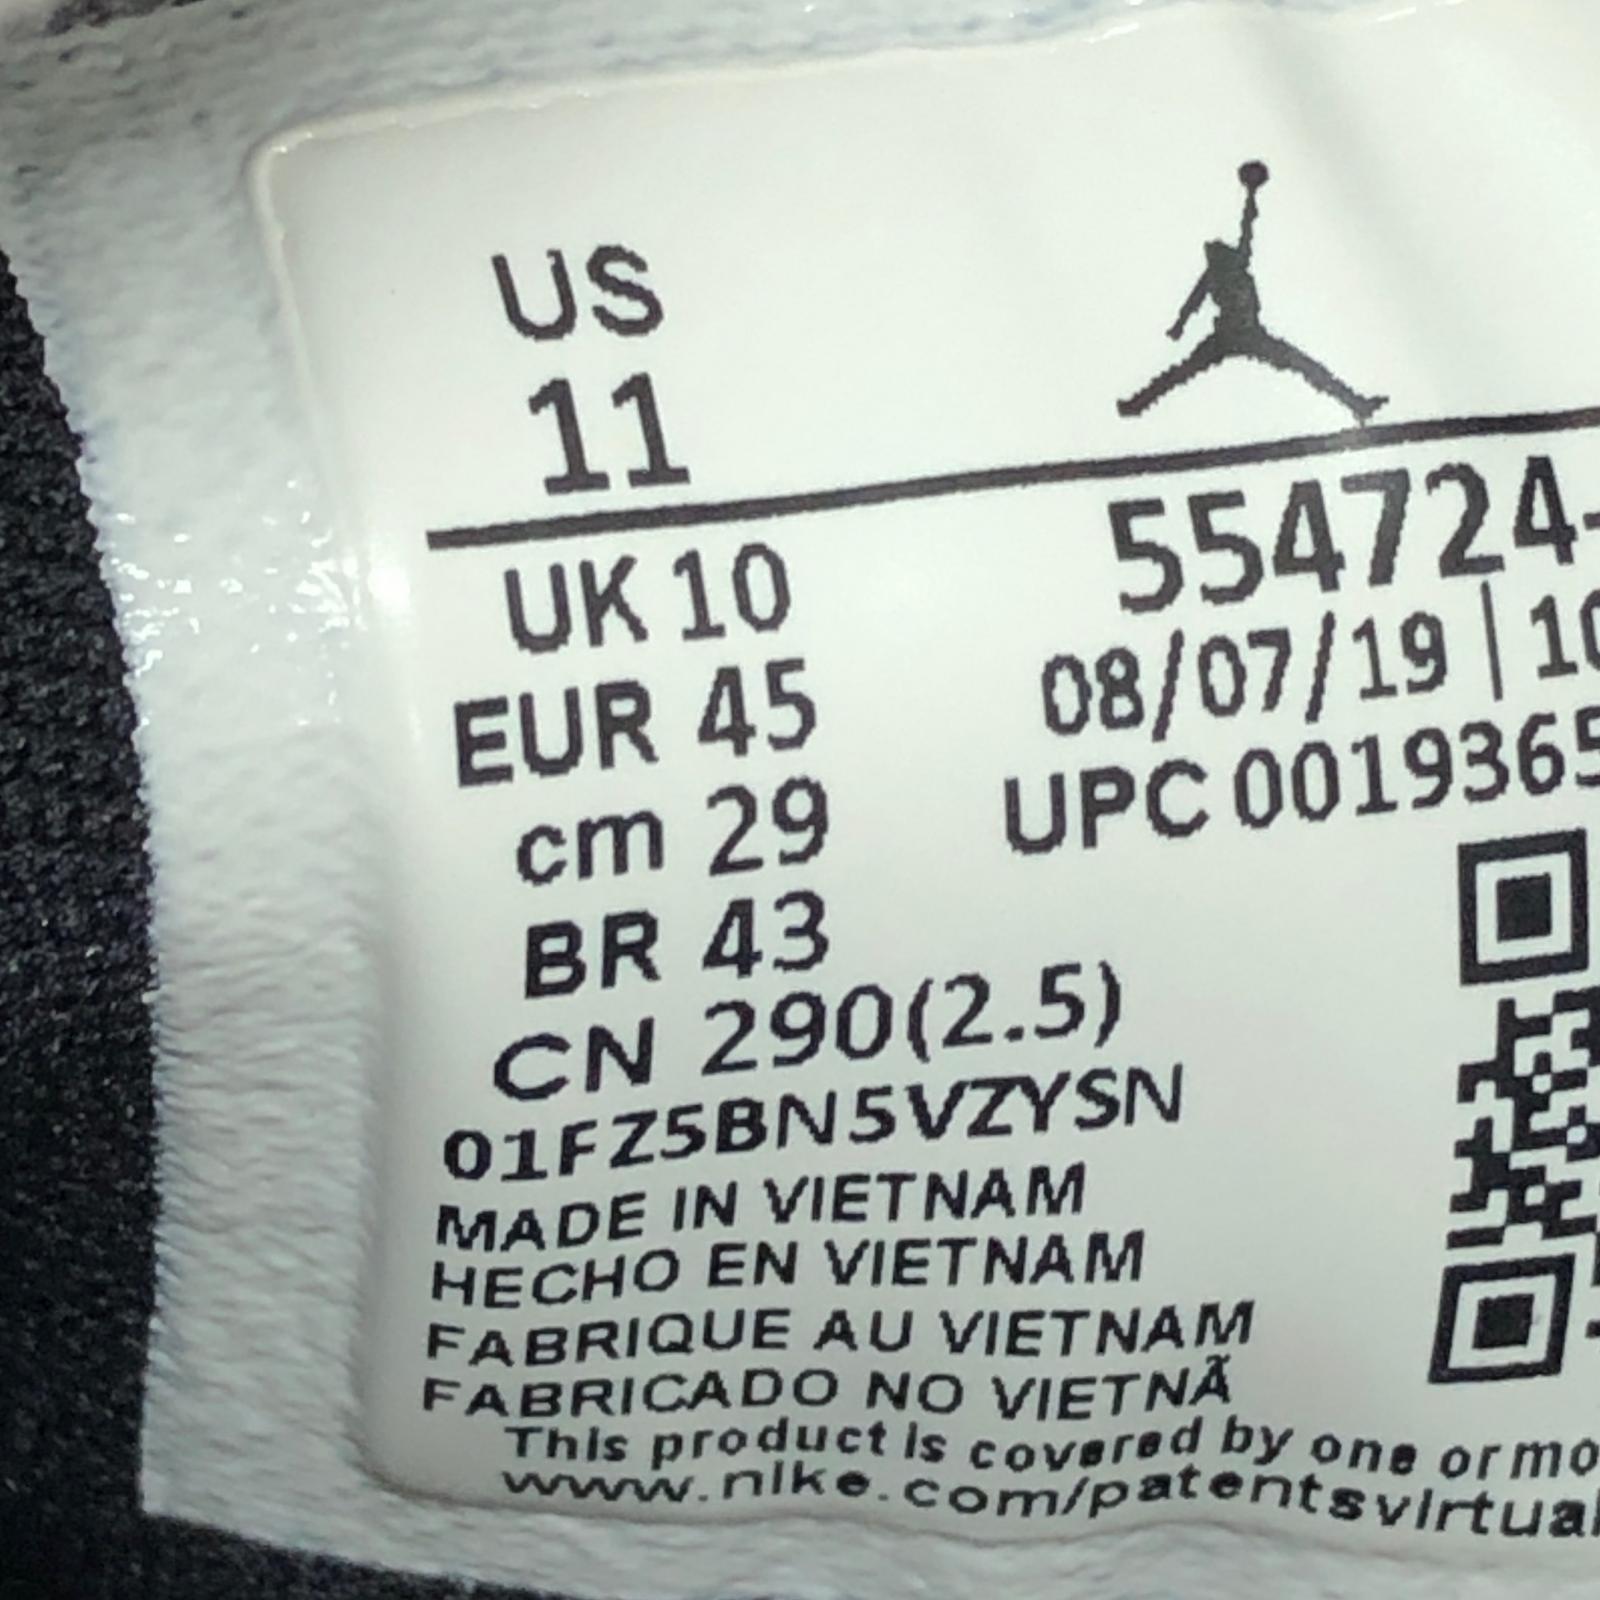 US
11
UK 10
EUR 45
cm 29
BR 43
CN 290(2.5)
554724-
08/07/19 | 10
UPC 0019365
01FZ5BN5VZYSN
MADE IN VIETNAM
HECHO EN VIETNAM
FABRIQUE AU VIETNAM
FABRICADO NO VIETNÃ
This product is covered by one or mo
www.nike.com/patentsvirtual